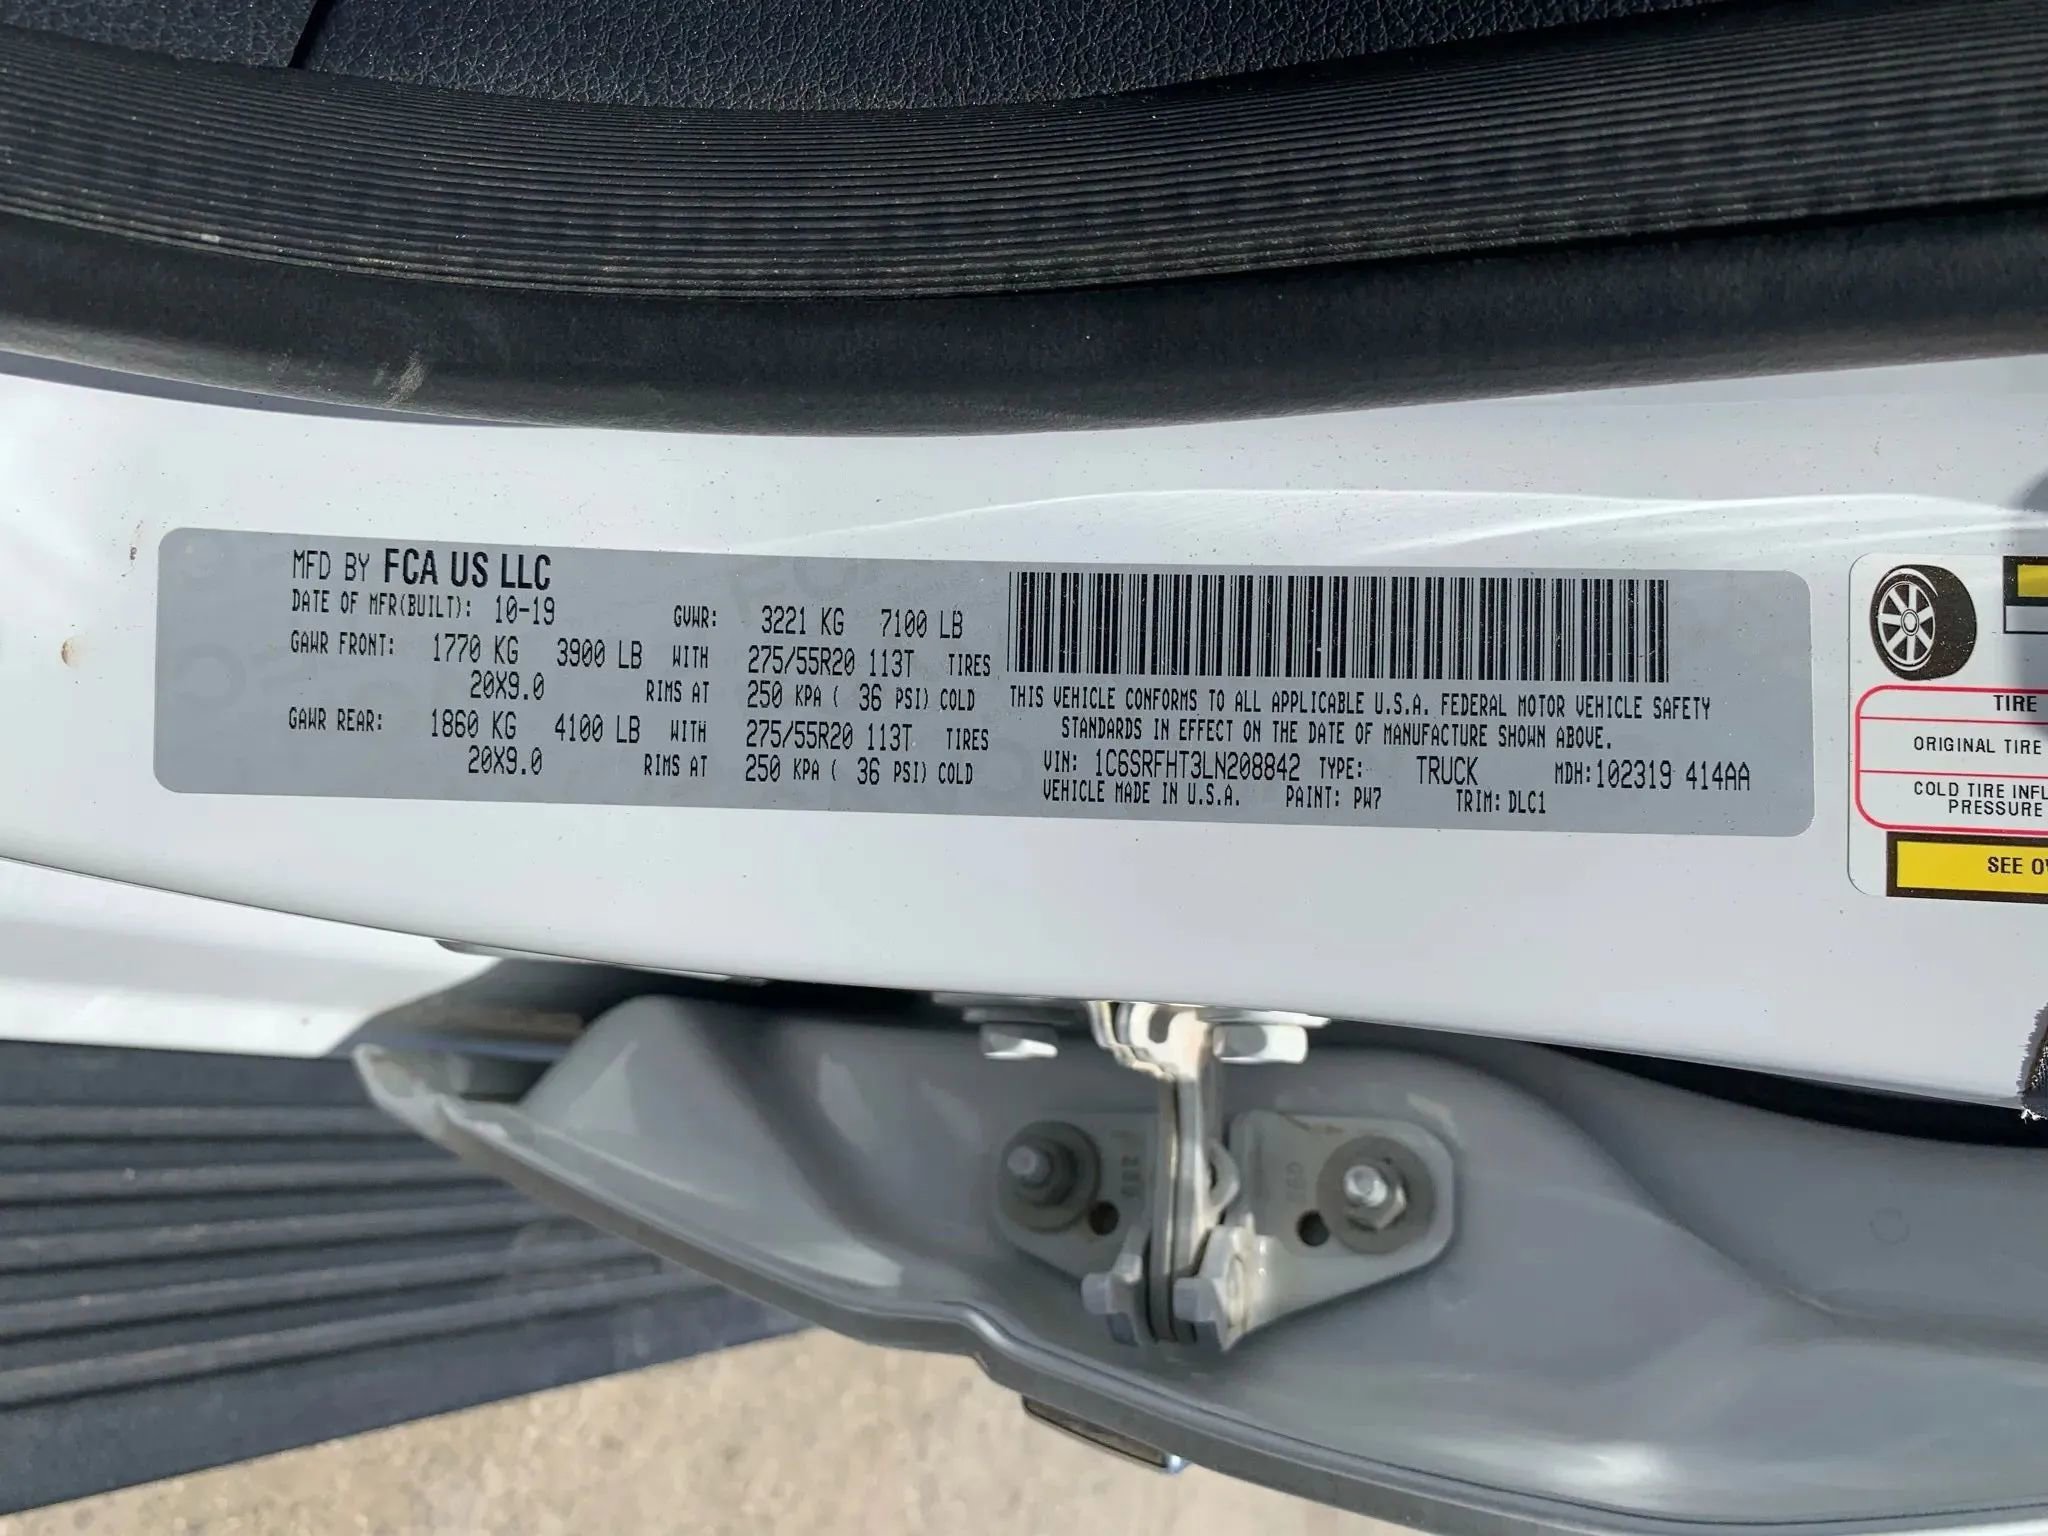 MFD BY FCA US LLC
DATE OF MFR(BUILT): 10-19 GVWR: 3221 KG 7100 LB
GAWR FRONT: 1770 KG 3900 LB WITH 275/55R20 113T TIRES
20X9.0 RIMS AT 250 KPA ( 36 PSI) COLD
GAWR REAR: 1860 KG 4100 LB WITH 275/55R20 113T TIRES
20X9.0 RIMS AT 250 KPA ( 36 PSI) COLD
THIS VEHICLE CONFORMS TO ALL APPLICABLE U.S.A. FEDERAL MOTOR VEHICLE SAFETY
STANDARDS IN EFFECT ON THE DATE OF MANUFACTURE SHOWN ABOVE.
VIN: 1C6SRFHT3LN208842 TYPE: TRUCK MDH:102319 414AA
VEHICLE MADE IN U.S.A. PAINT: PW7 TRIM: DLC1
TIRE
ORIGINAL TIRE
COLD TIRE INFL
PRESSURE
SEE